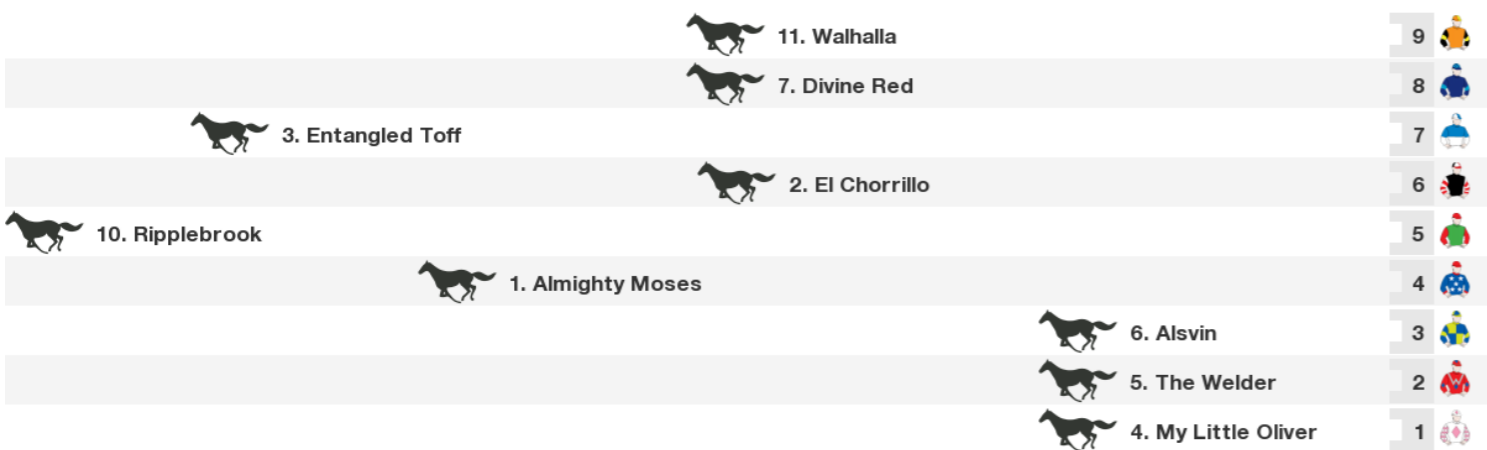 11. Walhalla 9
7. Divine Red 8
3. Entangled Toff 7
2. El Chorrillo 6
10. Ripplebrook 5
1. Almighty Moses 4
6. Alsvin 3
5. The Welder 2
4. My Little Oliver 1